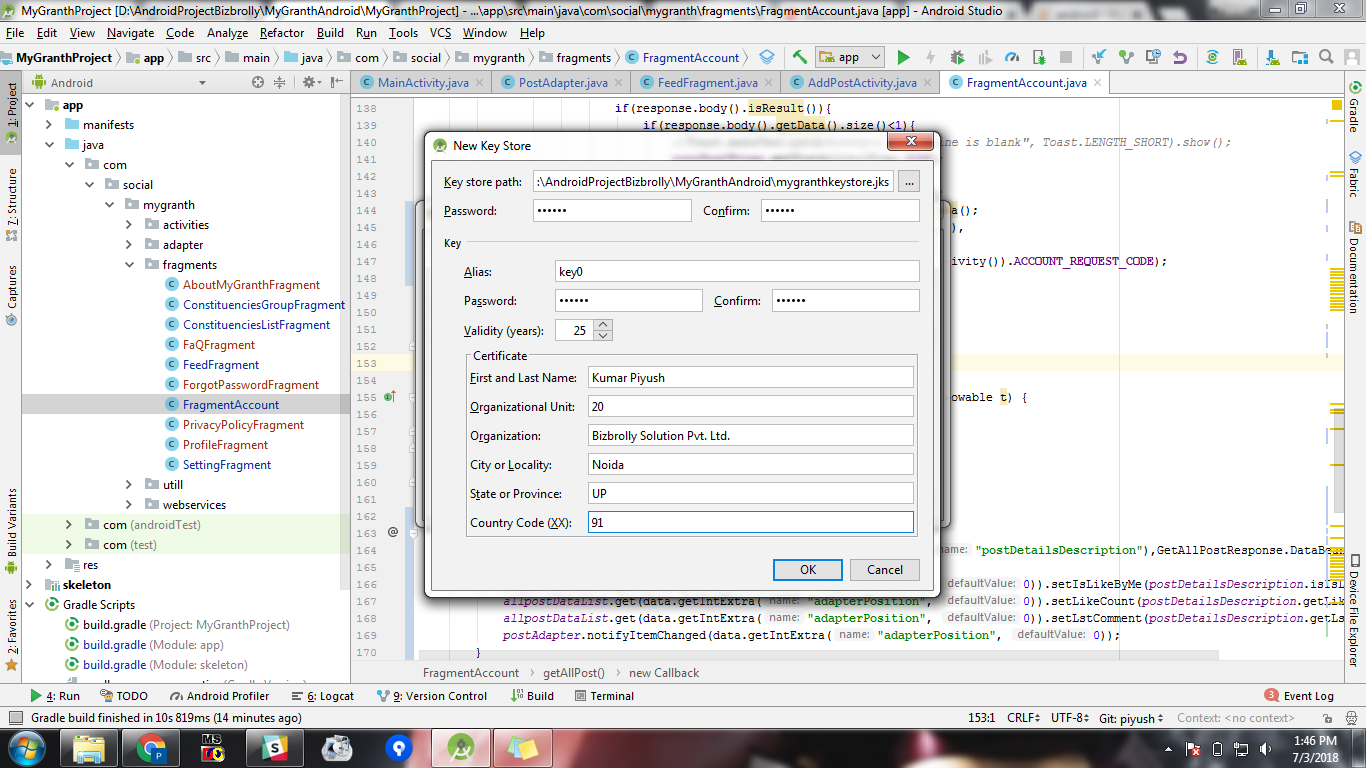 MyGranthProject [D:\AndroidProjectBizbrolly\MyGranthAndroid\MyGranthProject] - ...\app\src\main\java\com\social\mygranth\fragments\FragmentAccount.java [app] - Android Studio
File Edit View Navigate Code Analyze Refactor Build Run Tools VCS Window Help
MyGranthProject app src main java com social mygranth fragments FragmentAccount app
Android MainActivity.java PostAdapter.java FeedFragment.java AddPostActivity.java FragmentAccount.java
1: Project
7: Structure
Captures
Build Variants
2: Favorites
app
manifests
java
com
social
mygranth
activities
adapter
fragments
AboutMyGranthFragment
ConstituenciesGroupFragment
ConstituenciesListFragment
FaQFragment
FeedFragment
ForgotPasswordFragment
FragmentAccount
PrivacyPolicyFragment
ProfileFragment
SettingFragment
utill
webservices
com (androidTest)
com (test)
res
skeleton
Gradle Scripts
build.gradle (Project: MyGranthProject)
build.gradle (Module: app)
build.gradle (Module: skeleton)
138 if(response.body().isResult()){
139 if(response.body().getData().size()<1){
140 ne is blank", Toast.LENGTH_SHORT).show();
141
142
143
144 a();
145 ),
146
147 ivity()).ACCOUNT_REQUEST_CODE);
148
149
150
151
152
153
154
155 owable t) {
156
157
158
159
160
161
162
163 @
164 name: "postDetailsDescription"),GetAllPostResponse.DataBean
defaultValue: 0)).setIsLikeByMe(postDetailsDescription.isIsL
167 allpostDataList.get(data.getIntExtra( name: "adapterPosition", defaultValue: 0)).setLikeCount(postDetailsDescription.getLik
168 allpostDataList.get(data.getIntExtra( name: "adapterPosition", defaultValue: 0)).setLstComment(postDetailsDescription.getLs
169 postAdapter.notifyItemChanged(data.getIntExtra( name: "adapterPosition", defaultValue: 0));
170 }
New Key Store
Key store path: :\AndroidProjectBizbrolly\MyGranthAndroid\mygranthkeystore.jks ...
Password: •••••• Confirm: ••••••
Key
Alias: key0
Password: •••••• Confirm: ••••••
Validity (years): 25
Certificate
First and Last Name: Kumar Piyush
Organizational Unit: 20
Organization: Bizbrolly Solution Pvt. Ltd.
City or Locality: Noida
State or Province: UP
Country Code (XX): 91
OK Cancel
Gradle
Fabric
Documentation
Device File Explorer
FragmentAccount getAllPost() new Callback
4: Run TODO Android Profiler 6: Logcat 9: Version Control Build Terminal 3 Event Log
Gradle build finished in 10s 819ms (14 minutes ago) 153:1 CRLF UTF-8 Git: piyush Context: <no context>
MS
S
P
1:46 PM
7/3/2018